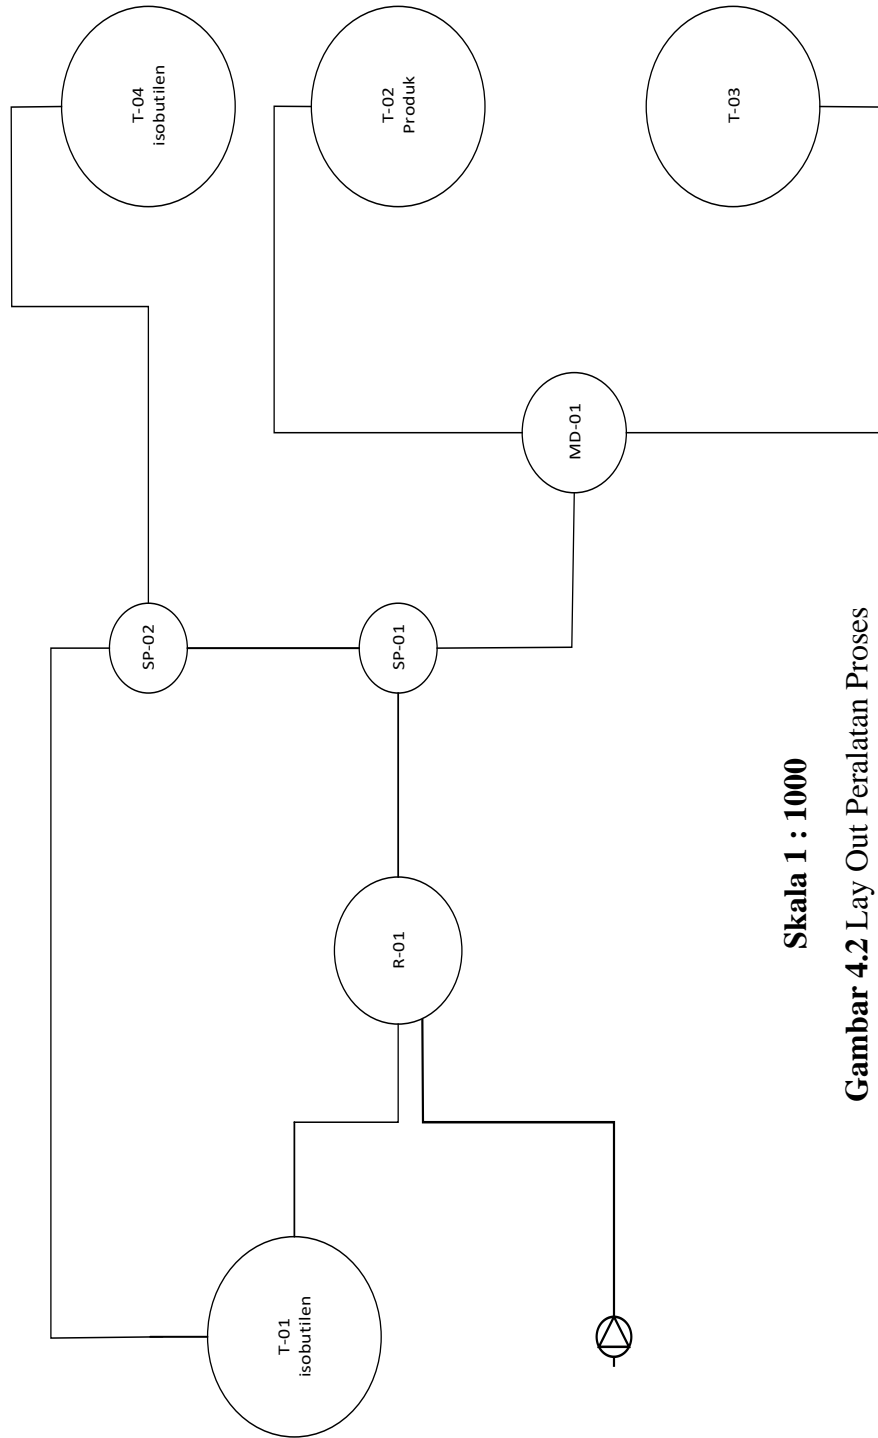 T-04
isobutilen
T-02
Produk
T-03
MD-01
SP-02
SP-01
R-01
T-01
isobutilen
Skala 1 : 1000
Gambar 4.2 Lay Out Peralatan Proses